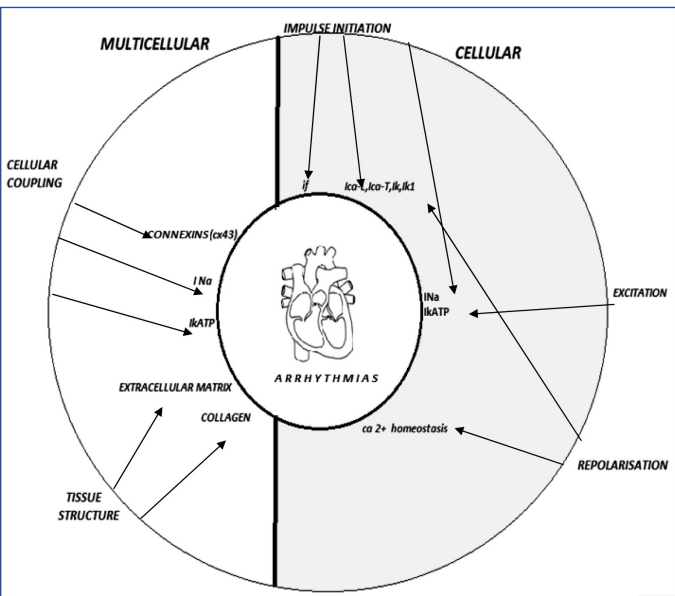 IMPULSE INITIATION
MULTICELLULAR
CELLULAR
CELLULAR
COUPLING
if
Ica-L,Ica-T,Ik,Ik1
CONNEXINS(cx43)
I Na
INa
IkATP
IkATP
EXCITATION
ARRHYTHMIAS
EXTRACELLULAR MATRIX
COLLAGEN
ca 2+ homeostasis
REPOLARISATION
TISSUE
STRUCTURE